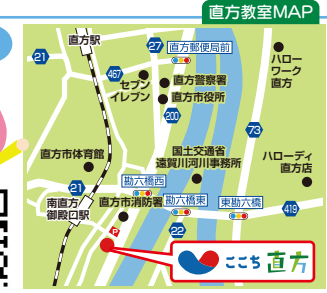 直方教室MAP
直方駅
27
直方郵便局前
21
467
セブン
イレブン
直方警察署
直方市役所
200
ハロー
ワーク
直方
73
直方市体育館
国土交通省
遠賀川河川事務所
ハローデイ
直方店
勘六橋西
21
南直方
御殿口駅
直方市消防署
勘六橋東
東勘六橋
419
22
P
ここち直方